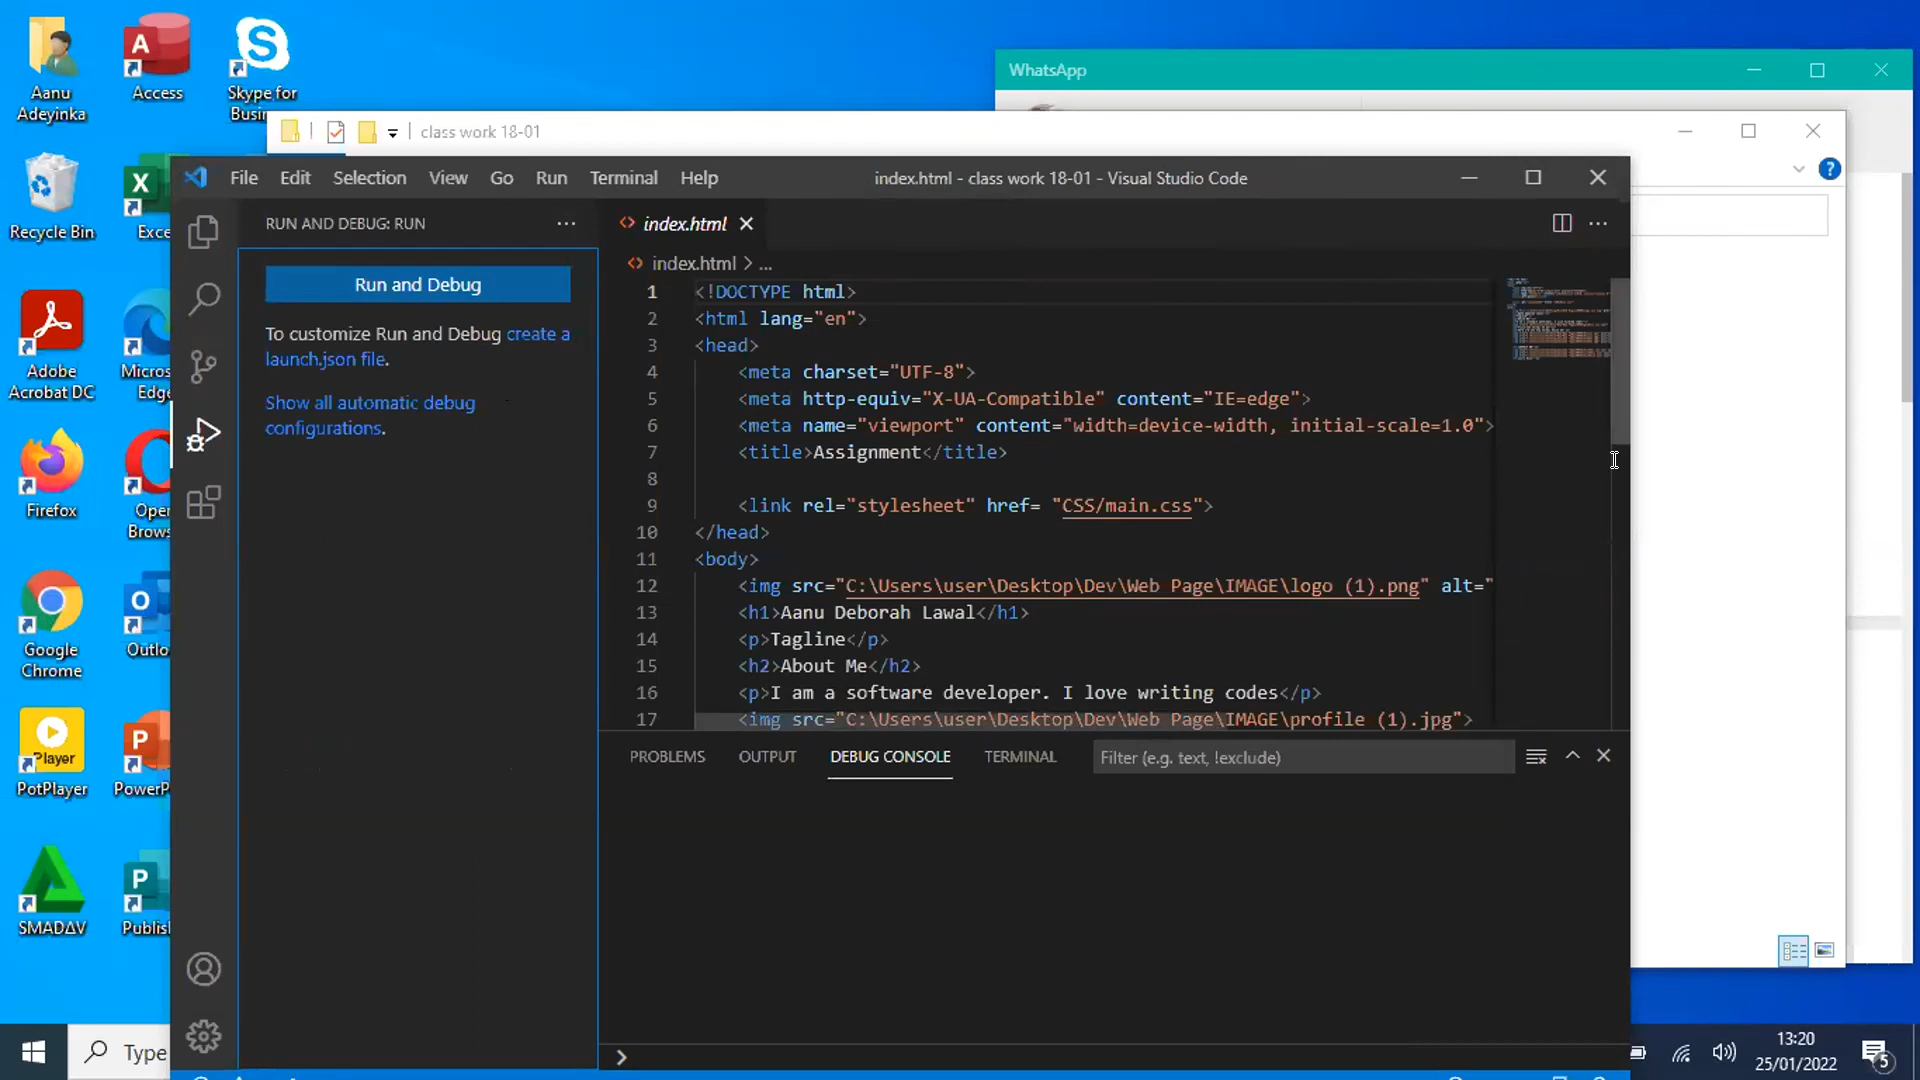 Aanu
Adeyinka
Access
Skype for
Recycle Bin
Adobe
Acrobat DC
Firefox
Google
Chrome
Outlo
PotPlayer
PowerP
SMADΔV
Publis
WhatsApp
class work 18-01
File Edit Selection View Go Run Terminal Help
index.html - class work 18-01 - Visual Studio Code
RUN AND DEBUG: RUN
Run and Debug
To customize Run and Debug create a
launch.json file.
Show all automatic debug
configurations.
index.html
index.html > ...
1 <!DOCTYPE html>
2 <html lang="en">
3 <head>
4 <meta charset="UTF-8">
5 <meta http-equiv="X-UA-Compatible" content="IE=edge">
6 <meta name="viewport" content="width=device-width, initial-scale=1.0">
7 <title>Assignment</title>
8
9 <link rel="stylesheet" href= "CSS/main.css">
10 </head>
11 <body>
12 <img src="C:\Users\user\Desktop\Dev\Web Page\IMAGE\logo (1).png" alt="
13 <h1>Aanu Deborah Lawal</h1>
14 <p>Tagline</p>
15 <h2>About Me</h2>
16 <p>I am a software developer. I love writing codes</p>
17 <img src="C:\Users\user\Desktop\Dev\Web Page\IMAGE\profile (1).jpg">
PROBLEMS OUTPUT DEBUG CONSOLE TERMINAL Filter (e.g. text, !exclude)
Type
13:20
25/01/2022
5